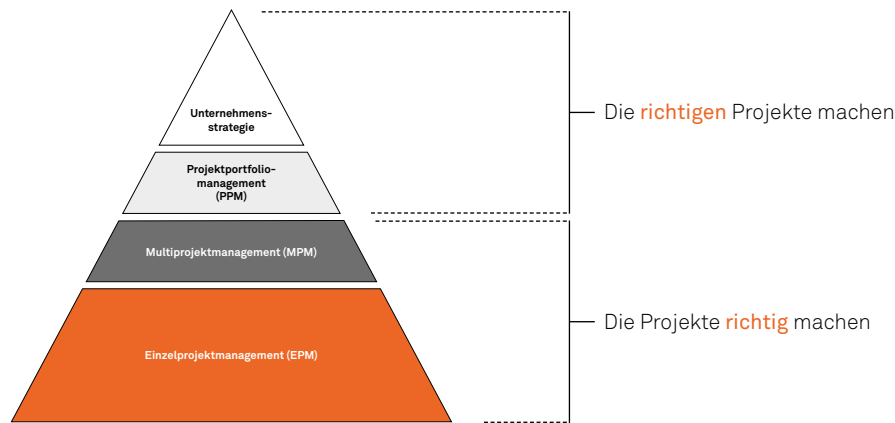 Unternehmens-
strategie
Projektportfolio-
management
(PPM)
Die richtigen Projekte machen
Multiprojektmanagement (MPM)
Einzelprojektmanagement (EPM)
Die Projekte richtig machen